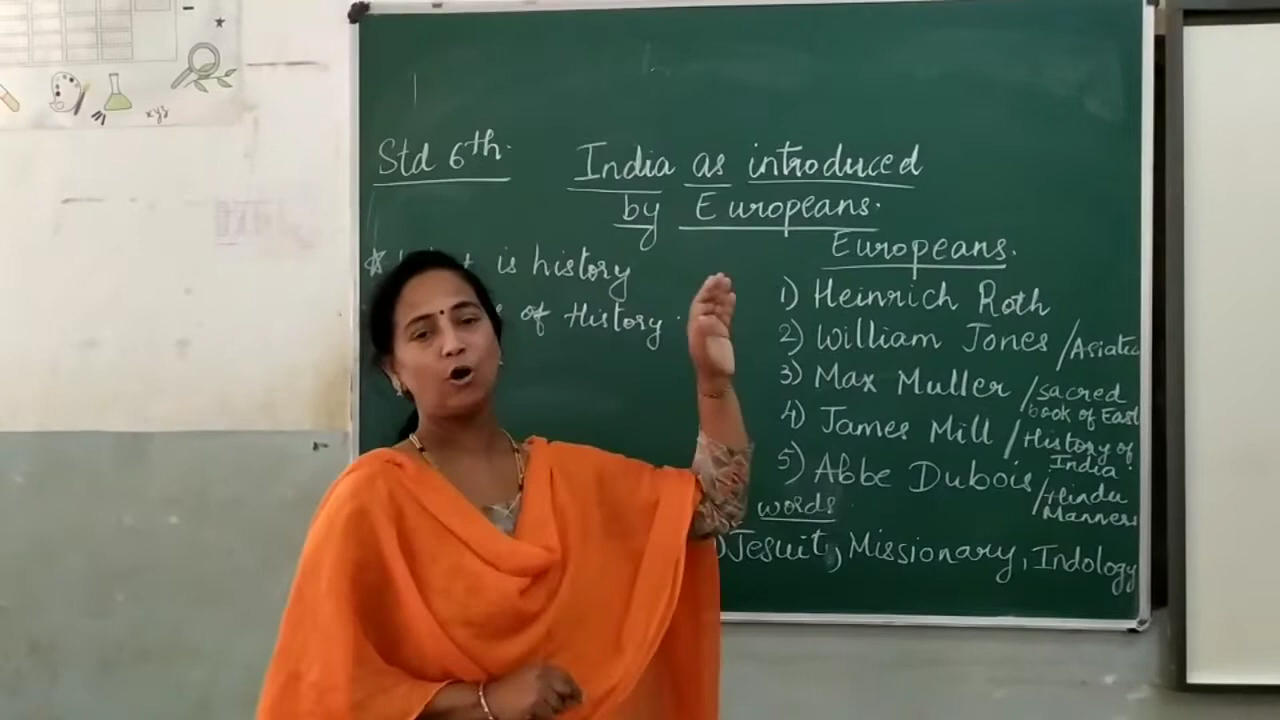 xyz
Std 6th.
India as introduced
by Europeans.
* is history
of History.
Europeans.
1) Heinrich Roth
2) William Jones / Asiatic
3) Max Muller / sacred
book of East
4) James Mill / History of
India.
5) Abbe Dubois / Hindu
Manners
words
1) Jesuit, Missionary, Indology